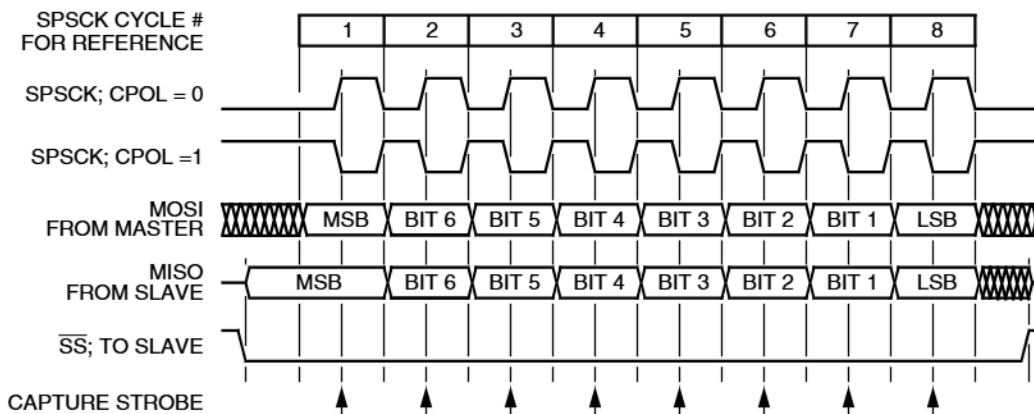 SPSCK CYCLE #
FOR REFERENCE
1 2 3 4 5 6 7 8
SPSCK; CPOL = 0
SPSCK; CPOL =1
MOSI
FROM MASTER
MSB BIT 6 BIT 5 BIT 4 BIT 3 BIT 2 BIT 1 LSB
MISO
FROM SLAVE
MSB BIT 6 BIT 5 BIT 4 BIT 3 BIT 2 BIT 1 LSB
SS; TO SLAVE
CAPTURE STROBE